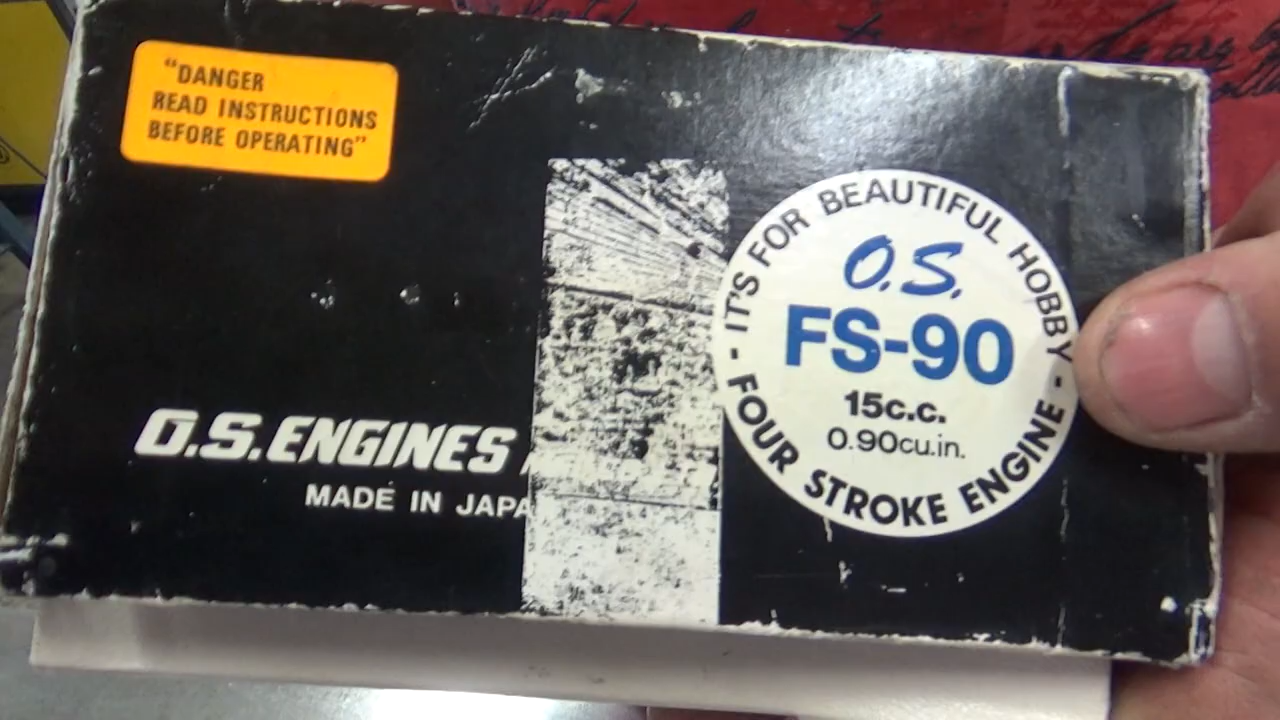 "DANGER
READ INSTRUCTIONS
BEFORE OPERATING"
O.S.ENGINES
MADE IN JAPA
- IT'S FOR BEAUTIFUL HOBBY -
O.S.
FS-90
15c.c.
0.90cu.in.
FOUR STROKE ENGINE